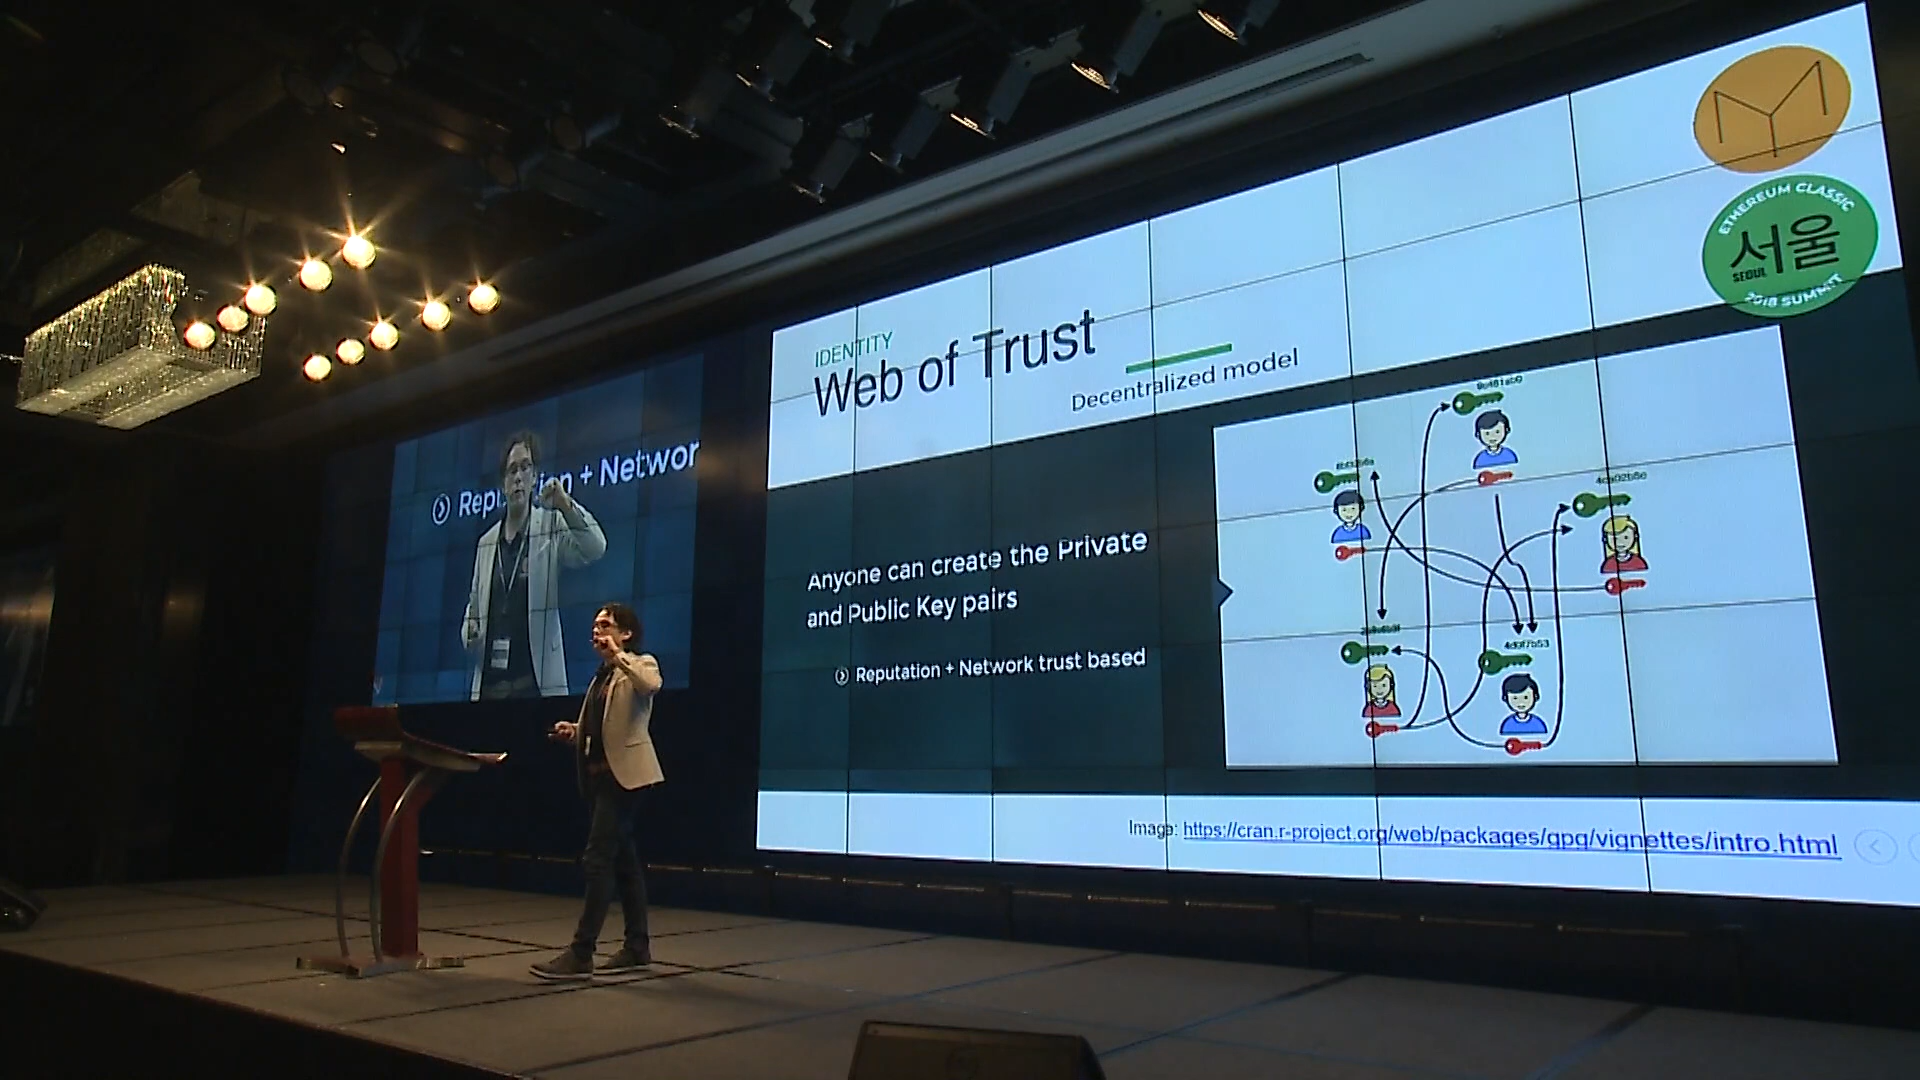 ETHEREUM CLASSIC
서울
SEOUL
2018 SUMMIT
IDENTITY
Web of Trust
Decentralized model
Anyone can create the Private
and Public Key pairs
Reputation + Network trust based
4d9f7b53
Image: https://cran.r-project.org/web/packages/gpg/vignettes/intro.html